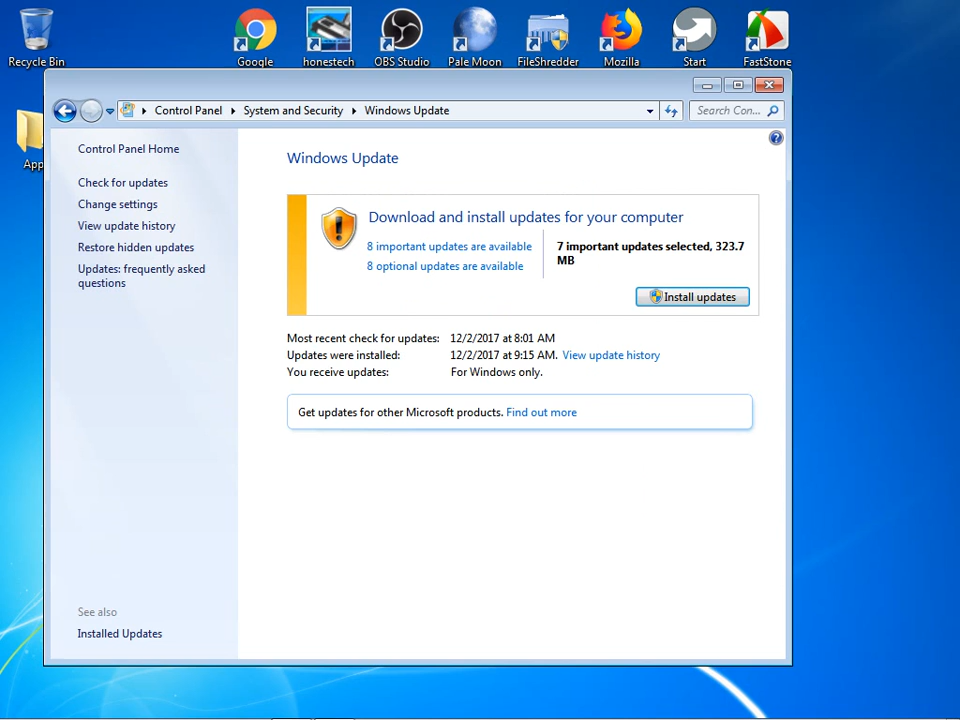 Recycle Bin
Google
honestech
OBS Studio
Pale Moon
FileShredder
Mozilla
Start
FastStone
App
Control Panel
System and Security
Windows Update
Search Con...
Control Panel Home
Check for updates
Change settings
View update history
Restore hidden updates
Updates: frequently asked
questions
See also
Installed Updates
Windows Update
Download and install updates for your computer
8 important updates are available
8 optional updates are available
7 important updates selected, 323.7
MB
Install updates
Most recent check for updates: 12/2/2017 at 8:01 AM
Updates were installed: 12/2/2017 at 9:15 AM. View update history
You receive updates: For Windows only.
Get updates for other Microsoft products. Find out more